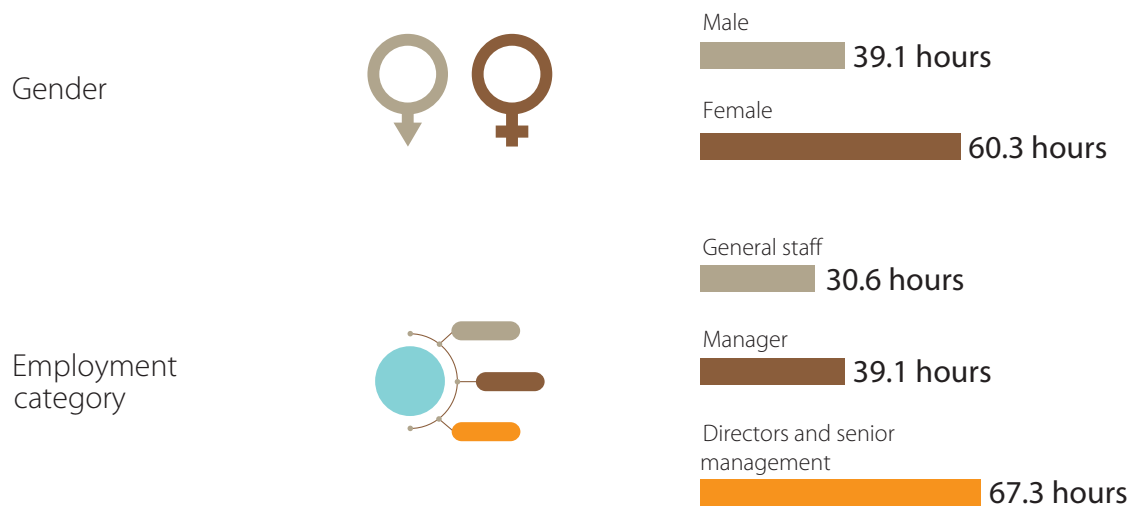 Gender
Male
39.1 hours
Female
60.3 hours
Employment
category
General staff
30.6 hours
Manager
39.1 hours
Directors and senior
management
67.3 hours